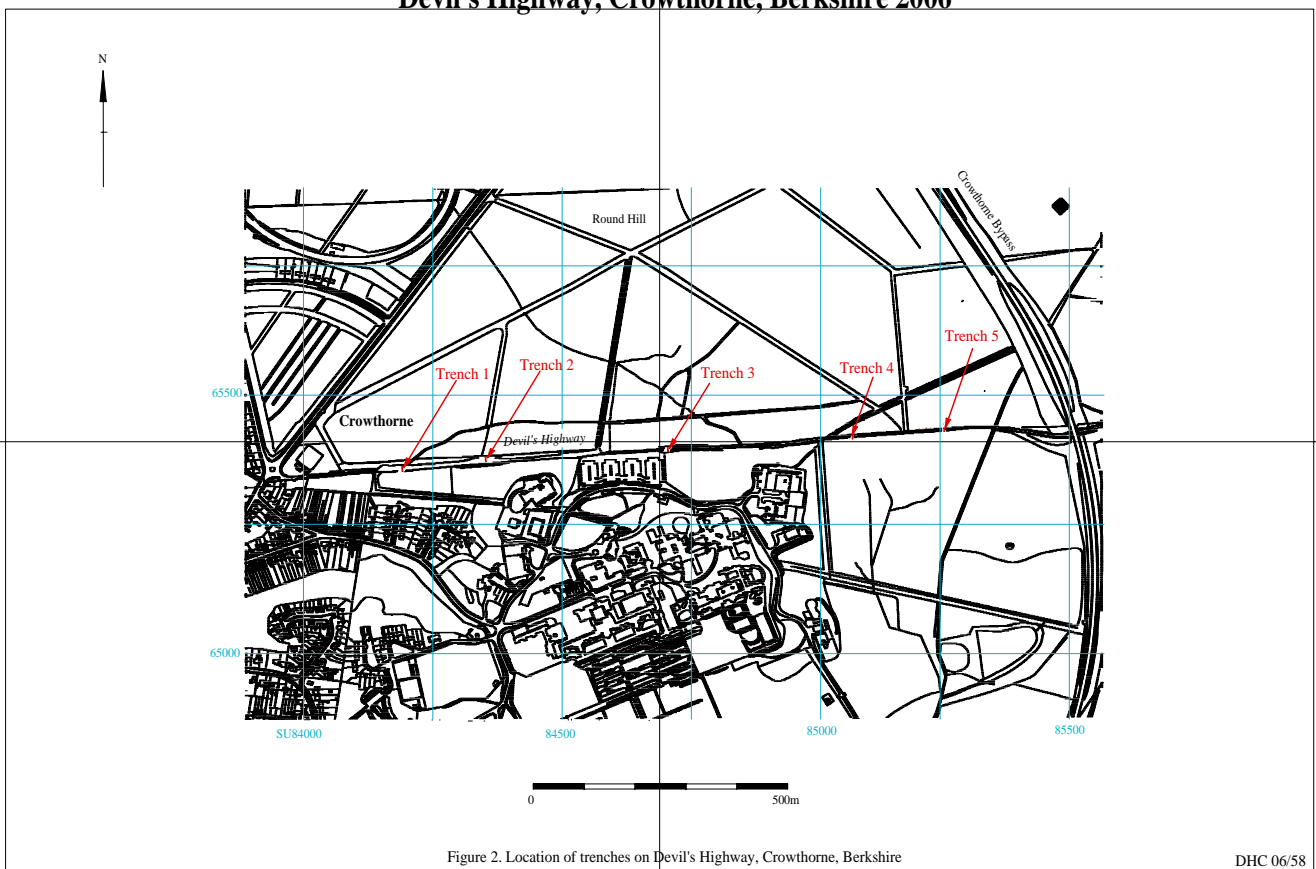 Devil's Highway, Crowthorne, Berkshire 2006
N
Crowthorne Bypass
Round Hill
Trench 5
Trench 4
Trench 2
Trench 3
Trench 1
65500
Crowthorne
Devil's Highway
65000
SU84000
84500
85000
85500
0
500m
Figure 2. Location of trenches on Devil's Highway, Crowthorne, Berkshire
DHC 06/58